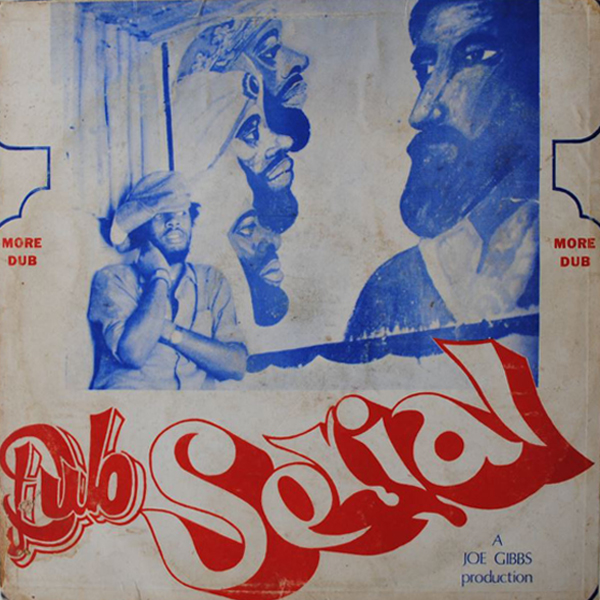 MORE
DUB
MORE
DUB
Dub Serial
A
JOE GIBBS
production